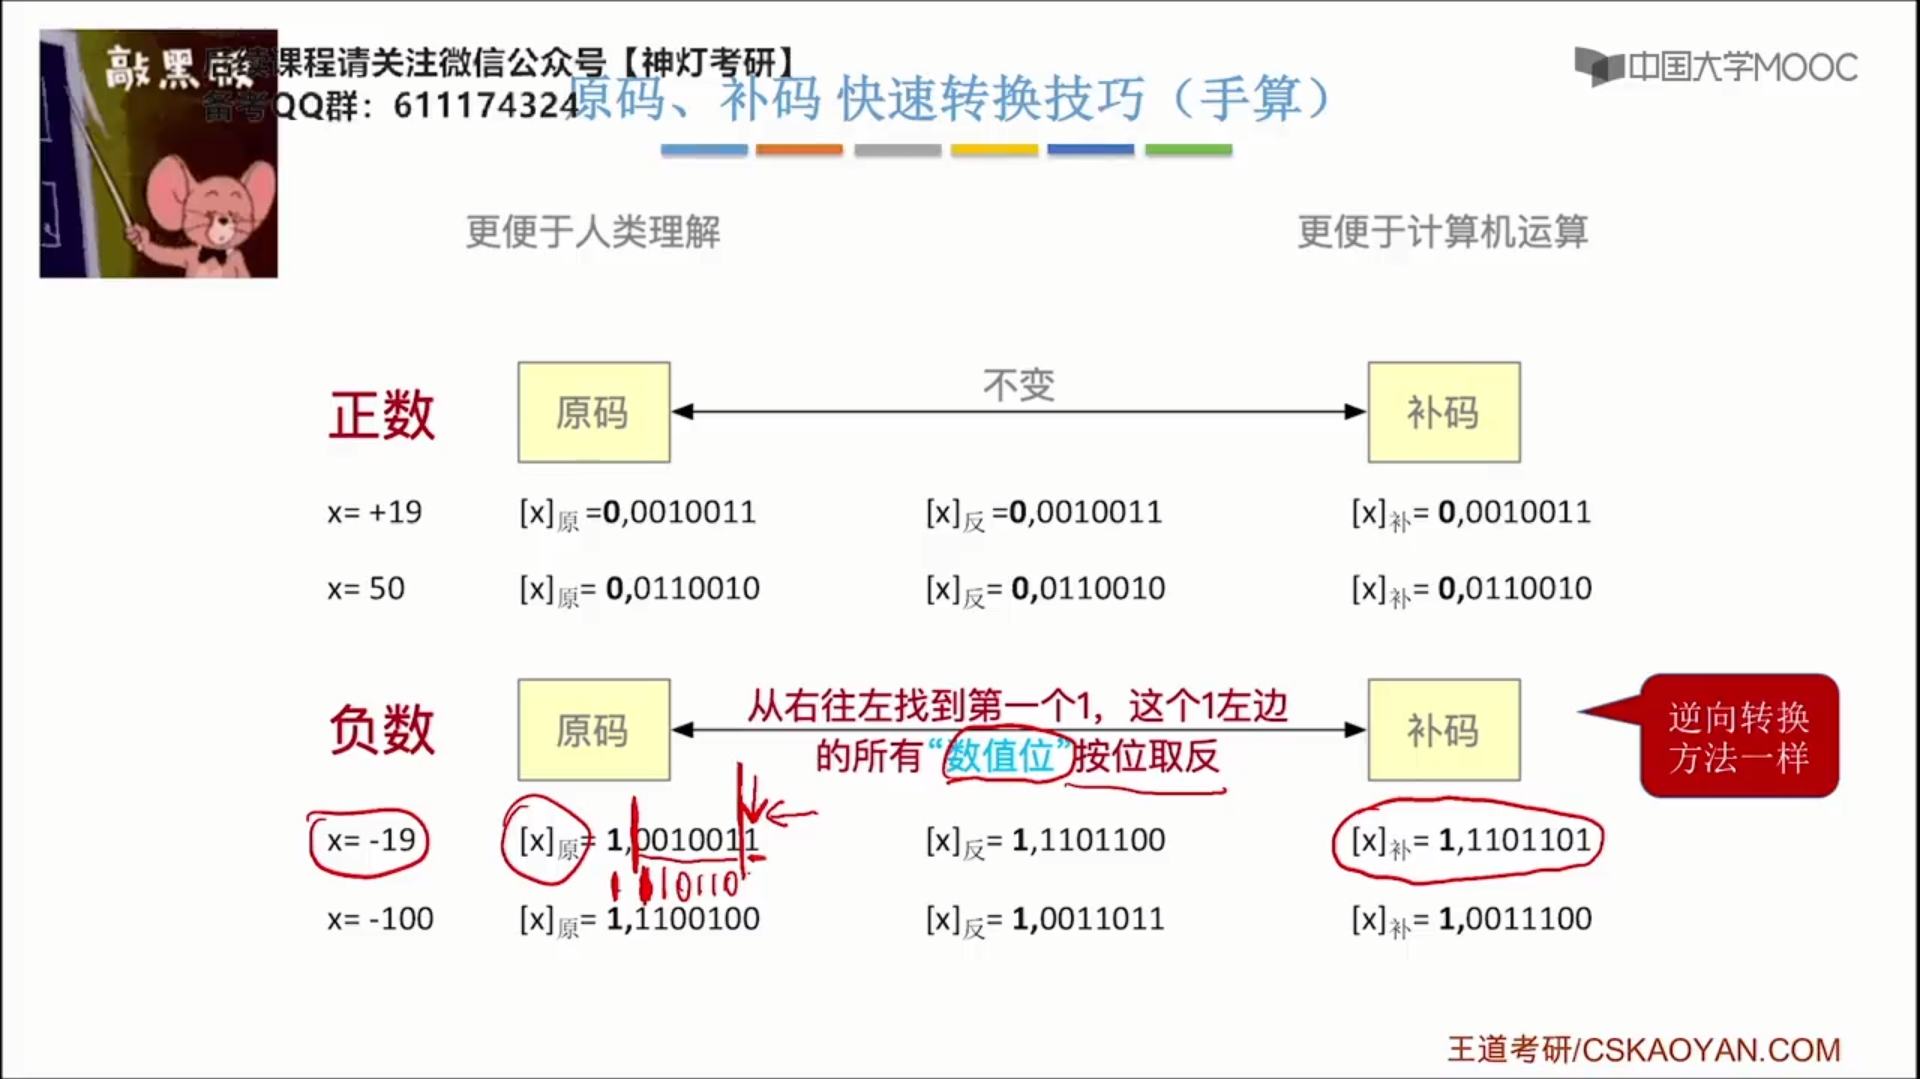 敲黑板
后续课程请关注微信公众号【神灯考研】
备考QQ群：611174324
原码、补码 快速转换技巧（手算）
中国大学MOOC
更便于人类理解
更便于计算机运算
正数
原码
不变
补码
x= +19
[x]原 =0,0010011
[x]反 =0,0010011
[x]补= 0,0010011
x= 50
[x]原= 0,0110010
[x]反= 0,0110010
[x]补= 0,0110010
负数
原码
从右往左找到第一个1，这个1左边
的所有“数值位”按位取反
补码
逆向转换
方法一样
x= -19
[x]原= 1,0010011
[x]反= 1,1101100
[x]补= 1,1101101
x= -100
[x]原= 1,1100100
[x]反= 1,0011011
[x]补= 1,0011100
王道考研/CSKAOYAN.COM